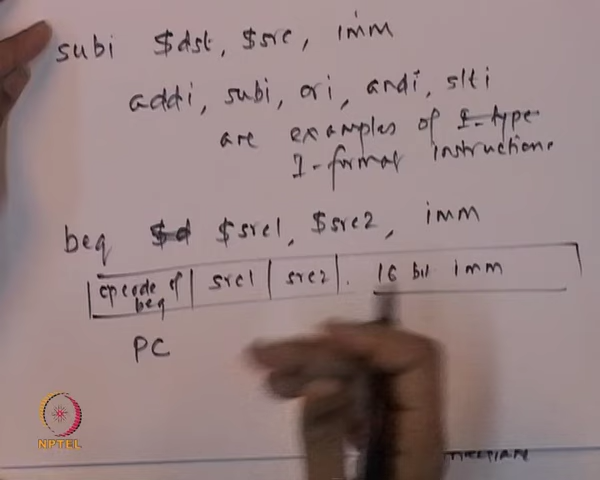 subi $dst, $src, imm
addi, subi, ori, andi, slti
are examples of I-type
I-format instructions
beq $d $src1, $src2, imm
opcode of beq | src1 | src2 | 16 bit imm
PC
NPTEL